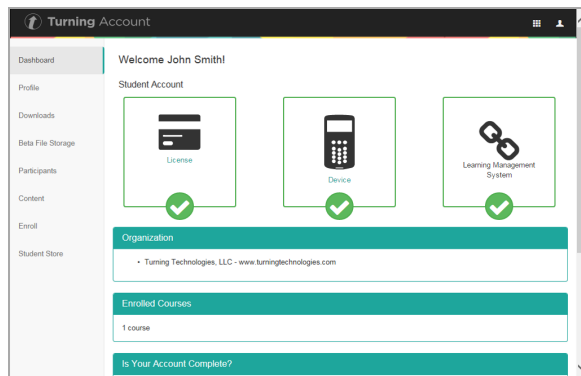 Turning Account
Dashboard
Profile
Downloads
Beta File Storage
Participants
Content
Enroll
Student Store
Welcome John Smith!
Student Account
License
Device
Learning Management
System
Organization
• Turning Technologies, LLC - www.turningtechnologies.com
Enrolled Courses
1 course
Is Your Account Complete?